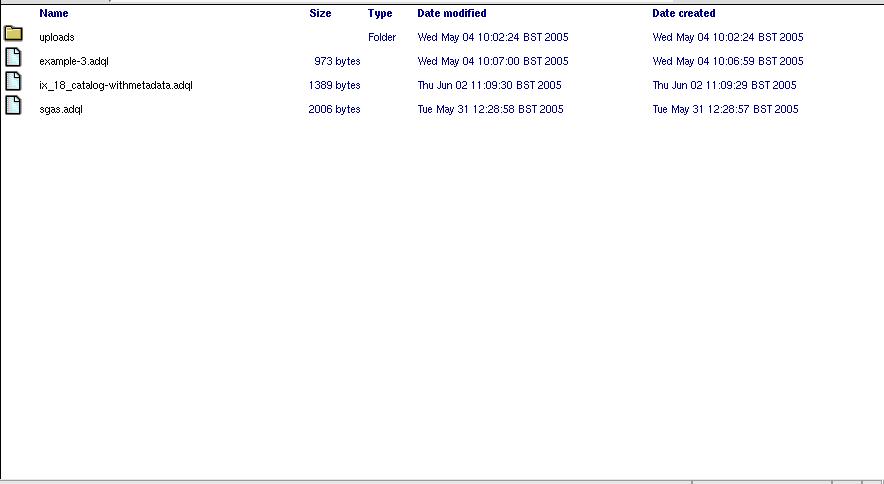 Name Size Type Date modified Date created
uploads Folder Wed May 04 10:02:24 BST 2005 Wed May 04 10:02:24 BST 2005
example-3.adql 973 bytes Wed May 04 10:07:00 BST 2005 Wed May 04 10:06:59 BST 2005
ix_18_catalog-withmetadata.adql 1389 bytes Thu Jun 02 11:09:30 BST 2005 Thu Jun 02 11:09:29 BST 2005
sgas.adql 2006 bytes Tue May 31 12:28:58 BST 2005 Tue May 31 12:28:57 BST 2005